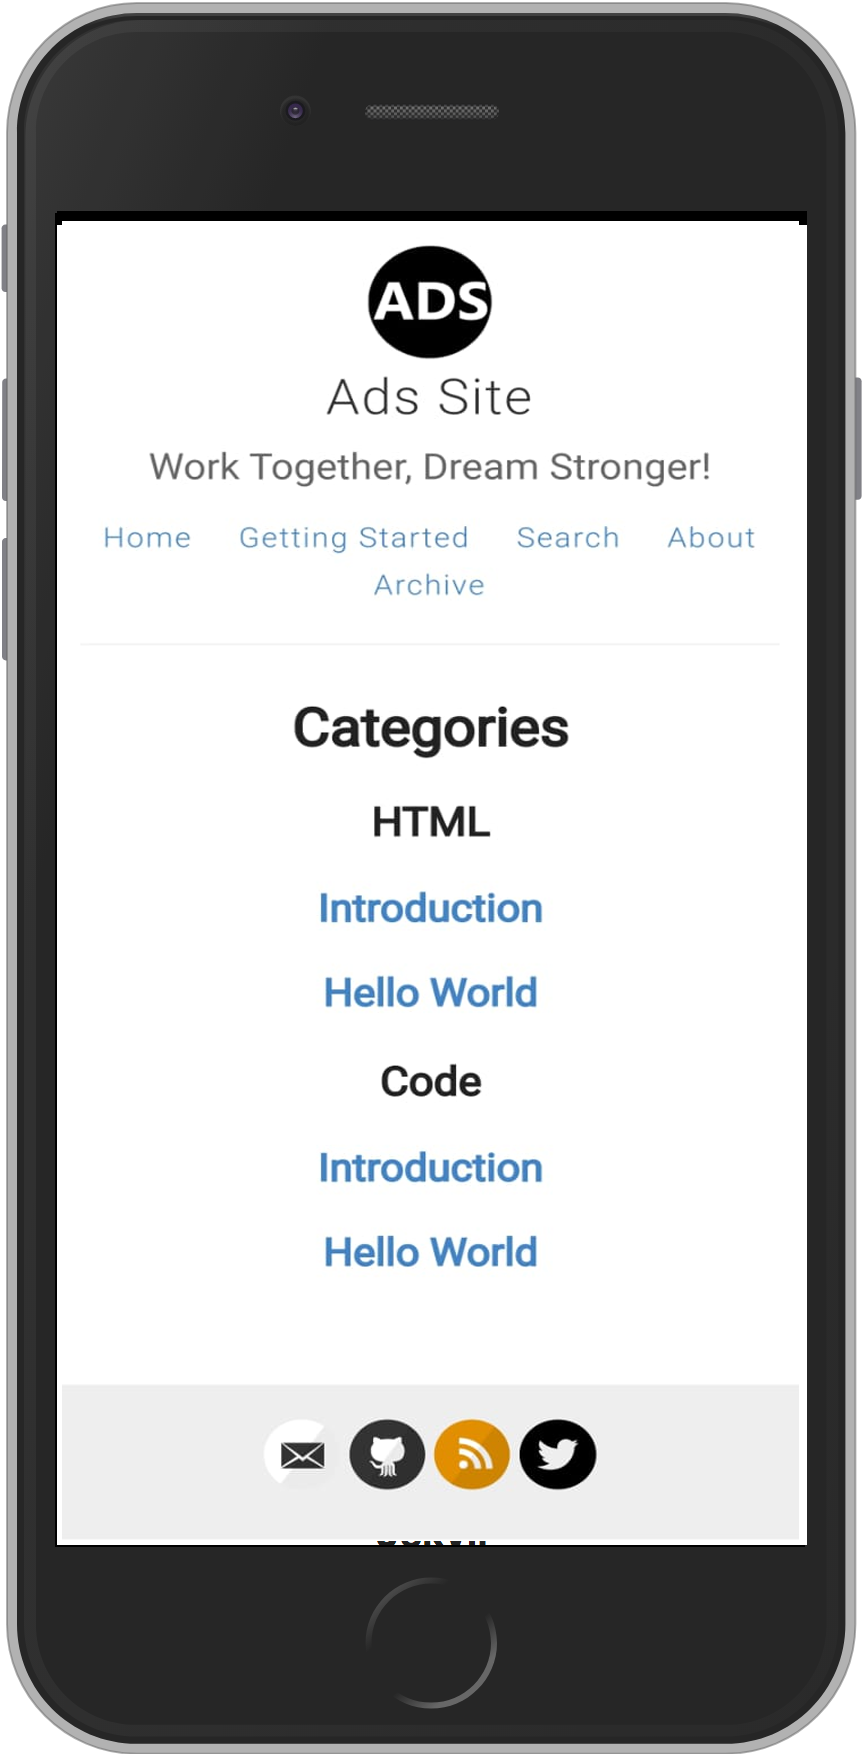 ADS
Ads Site
Work Together, Dream Stronger!
Home Getting Started Search About
Archive
Categories
HTML
Introduction
Hello World
Code
Introduction
Hello World